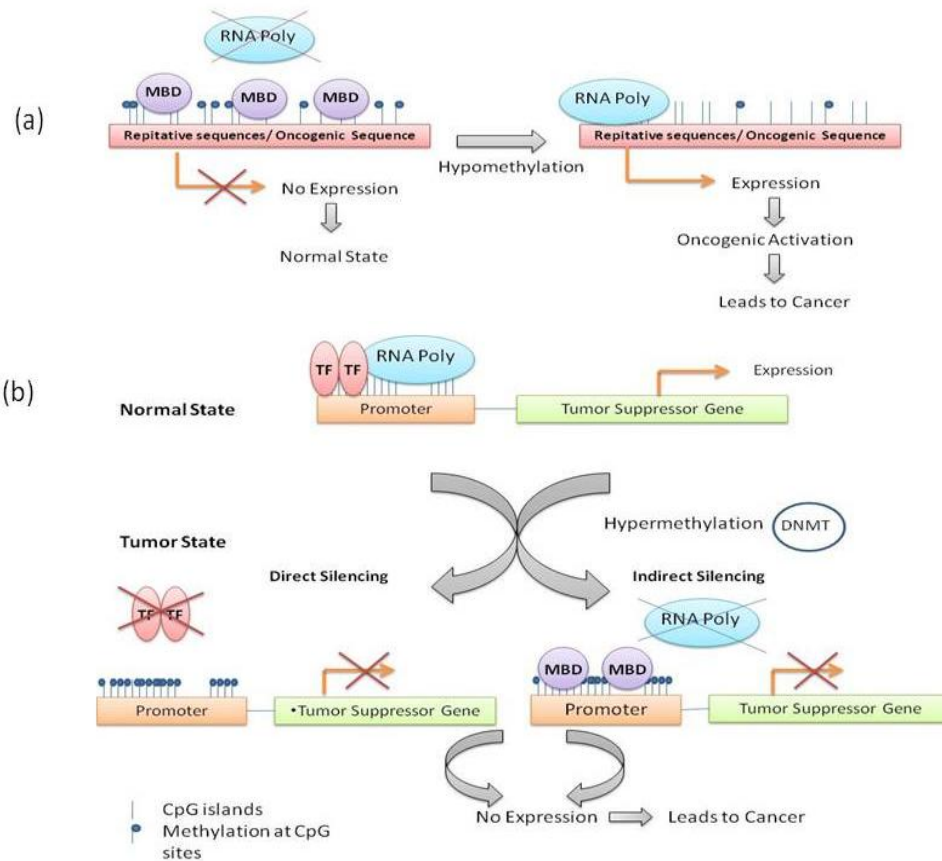 (a)
RNA Poly
MBD
MBD
MBD
Repitative sequences/ Oncogenic Sequence
No Expression
Normal State
Hypomethylation
RNA Poly
Repitative sequences/ Oncogenic Sequence
Expression
Oncogenic Activation
Leads to Cancer
(b)
Normal State
TF
TF
RNA Poly
Promoter
Tumor Suppressor Gene
Expression
Hypermethylation
DNMT
Tumor State
Direct Silencing
TF
TF
Promoter
•Tumor Suppressor Gene
Indirect Silencing
RNA Poly
MBD
MBD
Promoter
Tumor Suppressor Gene
No Expression
Leads to Cancer
CpG islands
Methylation at CpG
sites